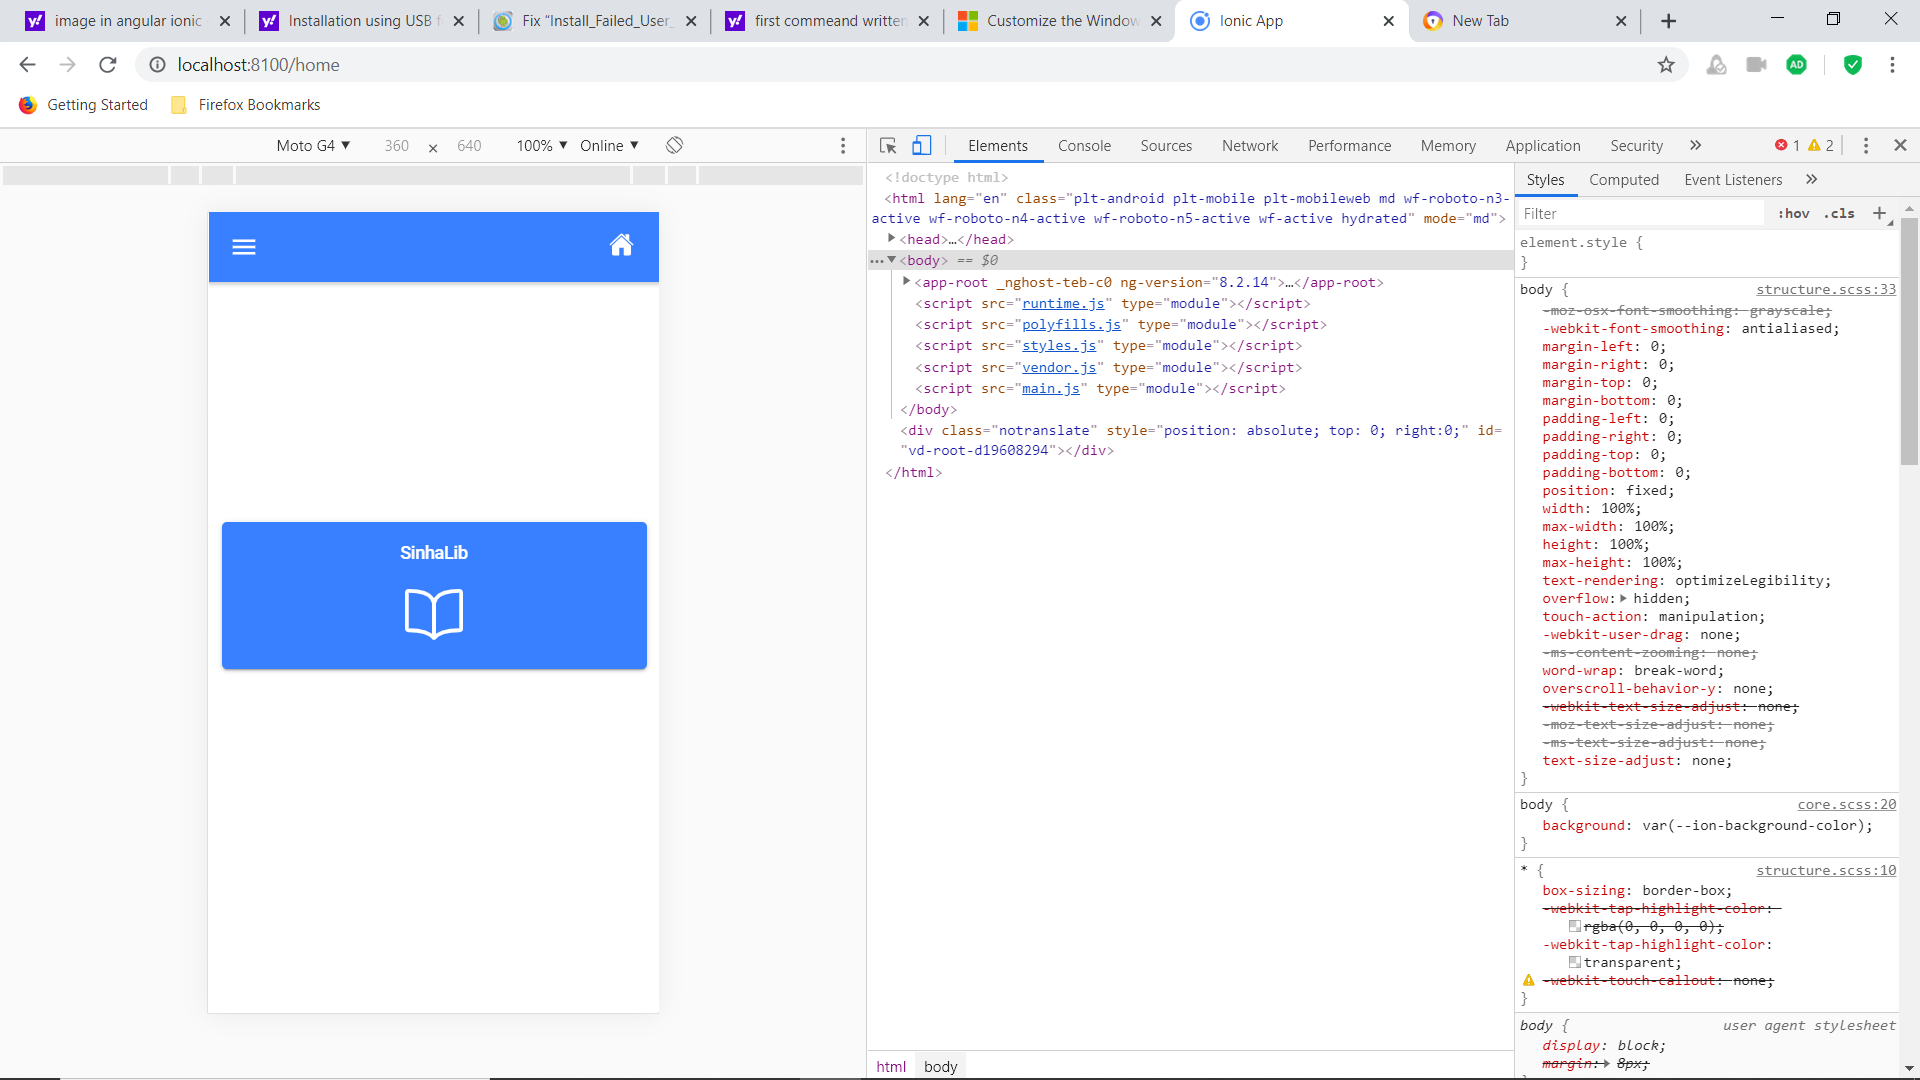 image in angular ionic
Installation using USB f
Fix “Install_Failed_User_
first commeand written
Customize the Window
Ionic App
New Tab
localhost:8100/home
Getting Started
Firefox Bookmarks
Moto G4 ▼ 360 × 640 100% ▼ Online ▼
Elements Console Sources Network Performance Memory Application Security » 1 2
SinhaLib
<!doctype html>
<html lang="en" class="plt-android plt-mobile plt-mobileweb md wf-roboto-n3-
active wf-roboto-n4-active wf-roboto-n5-active wf-active hydrated" mode="md">
<head>…</head>
<body> == $0
<app-root _nghost-teb-c0 ng-version="8.2.14">…</app-root>
<script src="runtime.js" type="module"></script>
<script src="polyfills.js" type="module"></script>
<script src="styles.js" type="module"></script>
<script src="vendor.js" type="module"></script>
<script src="main.js" type="module"></script>
</body>
<div class="notranslate" style="position: absolute; top: 0; right:0;" id=
"vd-root-d19608294"></div>
</html>
html body
Styles Computed Event Listeners »
Filter :hov .cls +
element.style {
}
body { structure.scss:33
-moz-osx-font-smoothing: grayscale;
-webkit-font-smoothing: antialiased;
margin-left: 0;
margin-right: 0;
margin-top: 0;
margin-bottom: 0;
padding-left: 0;
padding-right: 0;
padding-top: 0;
padding-bottom: 0;
position: fixed;
width: 100%;
max-width: 100%;
height: 100%;
max-height: 100%;
text-rendering: optimizeLegibility;
overflow: hidden;
touch-action: manipulation;
-webkit-user-drag: none;
-ms-content-zooming: none;
word-wrap: break-word;
overscroll-behavior-y: none;
-webkit-text-size-adjust: none;
-moz-text-size-adjust: none;
-ms-text-size-adjust: none;
text-size-adjust: none;
}
body { core.scss:20
background: var(--ion-background-color);
}
* { structure.scss:10
box-sizing: border-box;
-webkit-tap-highlight-color:
rgba(0, 0, 0, 0);
-webkit-tap-highlight-color:
transparent;
-webkit-touch-callout: none;
}
body { user agent stylesheet
display: block;
margin: 8px;